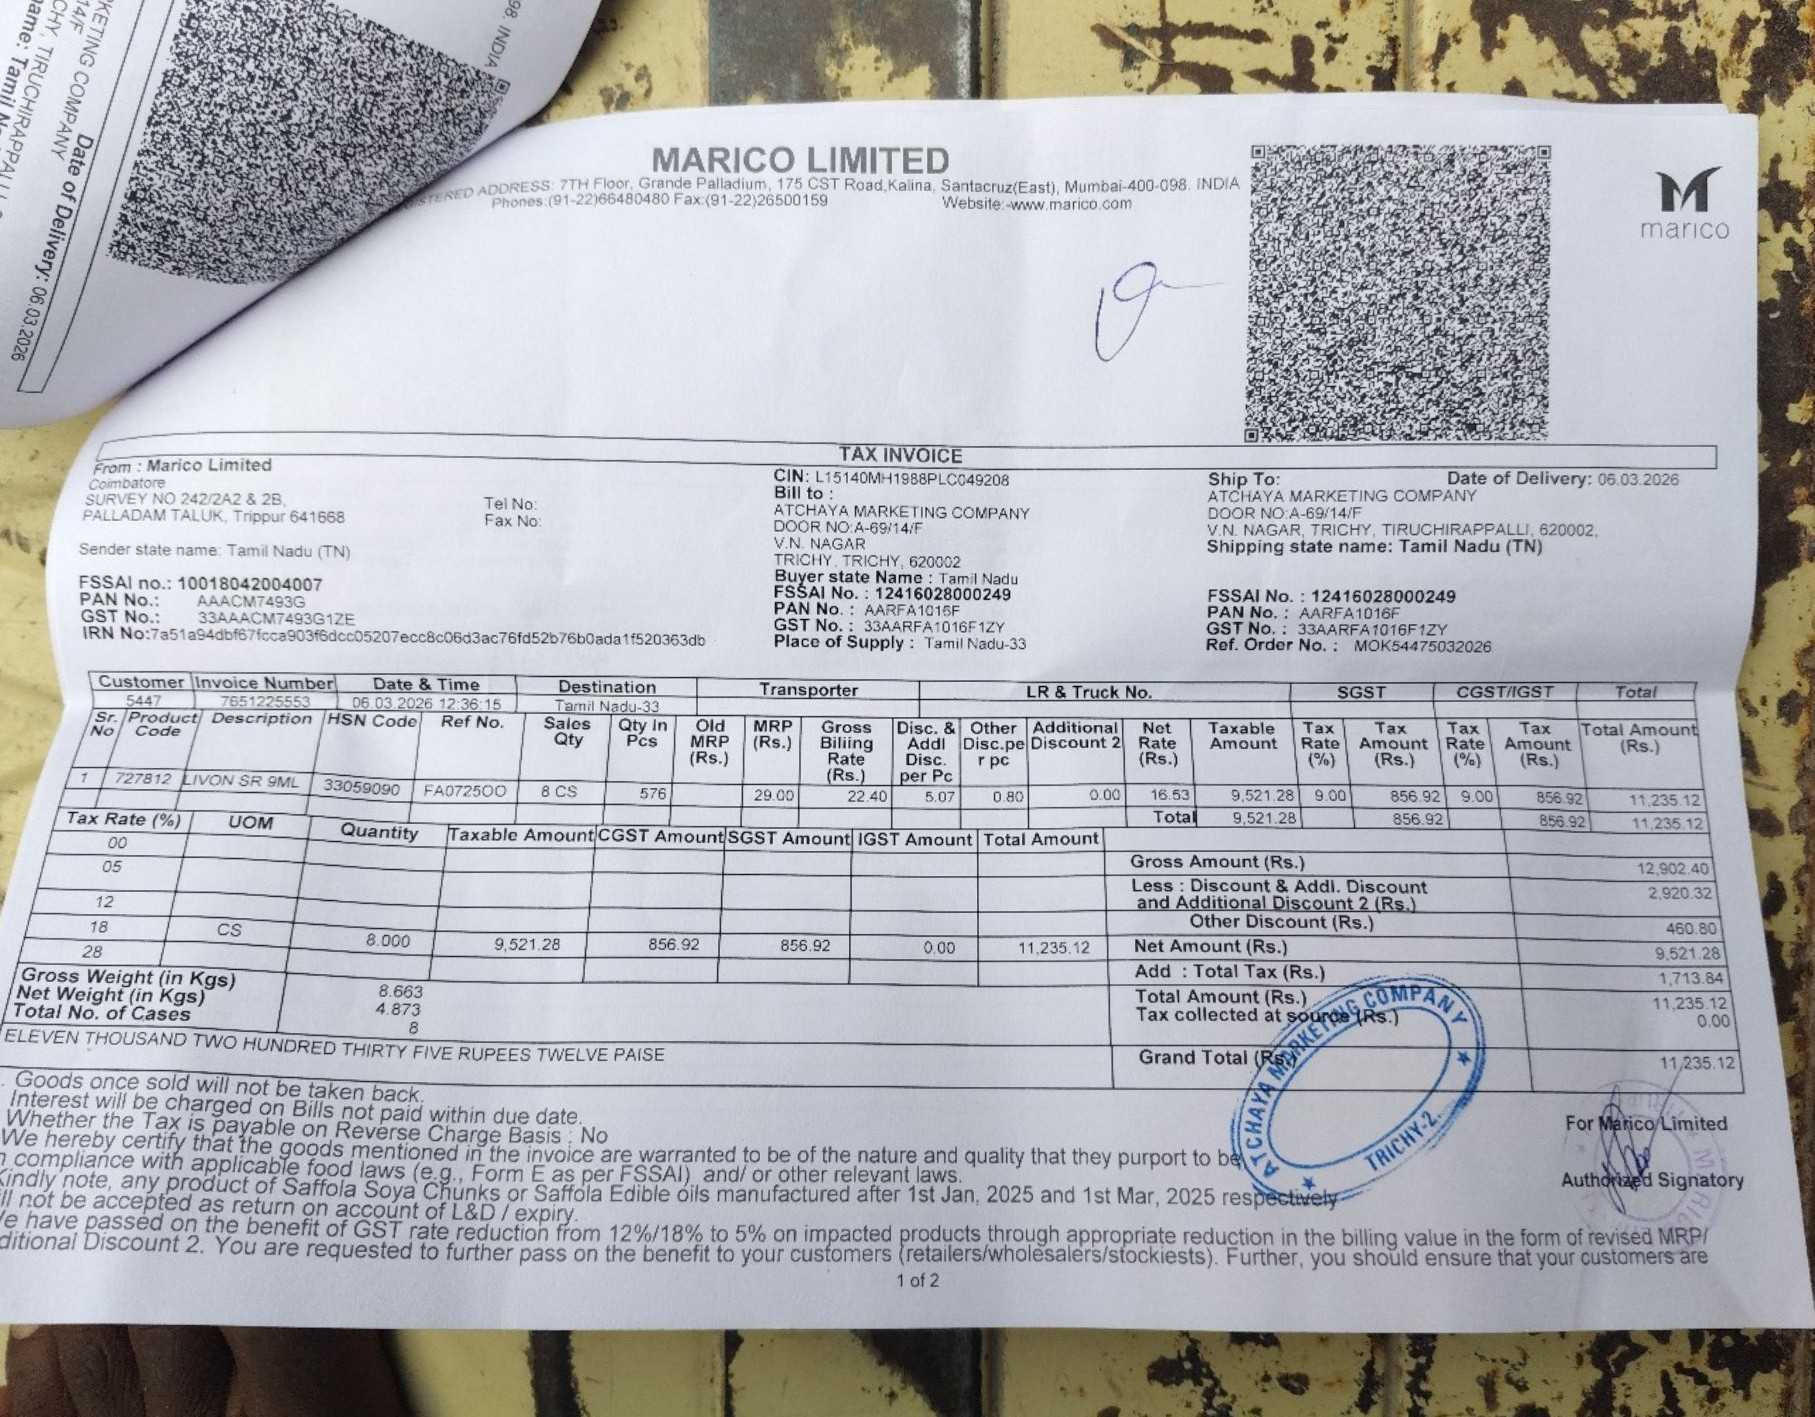 98. INDIA
KETING COMPANY
14/F
CHY, TIRUCHIRAPPALLI
name: Tamil
Date of Delivery: 06.03.2026
MARICO LIMITED
ISTERED ADDRESS: 7TH Floor, Grande Palladium, 175 CST Road,Kalina, Santacruz(East), Mumbai-400-098. INDIA
Phones:(91-22)66480480 Fax:(91-22)26500159 Website:-www.marico.com
marico
TAX INVOICE
From : Marico Limited
Coimbatore
SURVEY NO 242/2A2 & 2B,
PALLADAM TALUK, Trippur 641668
Tel No:
Fax No:
Sender state name: Tamil Nadu (TN)
FSSAI no.: 10018042004007
PAN No.: AAACM7493G
GST No.: 33AAACM7493G1ZE
IRN No:7a51a94dbf67fcca903f6dcc05207ecc8c06d3ac76fd52b76b0ada1f520363db
CIN: L15140MH1988PLC049208
Bill to :
ATCHAYA MARKETING COMPANY
DOOR NO:A-69/14/F
V.N. NAGAR
TRICHY, TRICHY, 620002
Buyer state Name : Tamil Nadu
FSSAI No. : 12416028000249
PAN No. : AARFA1016F
GST No. : 33AARFA1016F1ZY
Place of Supply : Tamil Nadu-33
Ship To: Date of Delivery: 06.03.2026
ATCHAYA MARKETING COMPANY
DOOR NO:A-69/14/F
V.N. NAGAR, TRICHY, TIRUCHIRAPPALLI, 620002,
Shipping state name: Tamil Nadu (TN)
FSSAI No. : 12416028000249
PAN No. : AARFA1016F
GST No. : 33AARFA1016F1ZY
Ref. Order No. : MOK54475032026
Customer Invoice Number Date & Time Destination Transporter LR & Truck No. SGST CGST/IGST Total
5447 7651225553 06.03.2026 12:36:15 Tamil Nadu-33
Sr. No Product Code Description HSN Code Ref No. Sales Qty Qty In Pcs Old MRP (Rs.) MRP (Rs.) Gross Billing Rate (Rs.) Disc. & Addl Disc. per Pc Other Disc.pe r pc Additional Discount 2 Net Rate (Rs.) Taxable Amount Tax Rate (%) Tax Amount (Rs.) Tax Rate (%) Tax Amount (Rs.) Total Amount (Rs.)
1 727812 LIVON SR 9ML 33059090 FA0725OO 8 CS 576 29.00 22.40 5.07 0.80 0.00 16.53 9,521.28 9.00 856.92 9.00 856.92 11,235.12
Total 9,521.28 856.92 856.92 11,235.12
Tax Rate (%) UOM Quantity Taxable Amount CGST Amount SGST Amount IGST Amount Total Amount
00
05
12
18 CS 8.000 9,521.28 856.92 856.92 0.00 11,235.12
28
Gross Amount (Rs.) 12,902.40
Less : Discount & Addl. Discount
and Additional Discount 2 (Rs.) 2,920.32
Other Discount (Rs.) 460.80
Net Amount (Rs.) 9,521.28
Add : Total Tax (Rs.) 1,713.84
Total Amount (Rs.) 11,235.12
Tax collected at source (Rs.) 0.00
Grand Total (Rs.) 11,235.12
Gross Weight (in Kgs) 8.663
Net Weight (in Kgs) 4.873
Total No. of Cases 8
ELEVEN THOUSAND TWO HUNDRED THIRTY FIVE RUPEES TWELVE PAISE
. Goods once sold will not be taken back.
Interest will be charged on Bills not paid within due date.
Whether the Tax is payable on Reverse Charge Basis : No
We hereby certify that the goods mentioned in the invoice are warranted to be of the nature and quality that they purport to be
n compliance with applicable food laws (e.g., Form E as per FSSAI) and/ or other relevant laws.
Kindly note, any product of Saffola Soya Chunks or Saffola Edible oils manufactured after 1st Jan, 2025 and 1st Mar, 2025 respectively
ill not be accepted as return on account of L&D / expiry.
e have passed on the benefit of GST rate reduction from 12%/18% to 5% on impacted products through appropriate reduction in the billing value in the form of revised MRP/
ditional Discount 2. You are requested to further pass on the benefit to your customers (retailers/wholesalers/stockiests). Further, you should ensure that your customers are
1 of 2
ATCHAYA MARKETING COMPANY
TRICHY-2.
For Marico Limited
Authorized Signatory